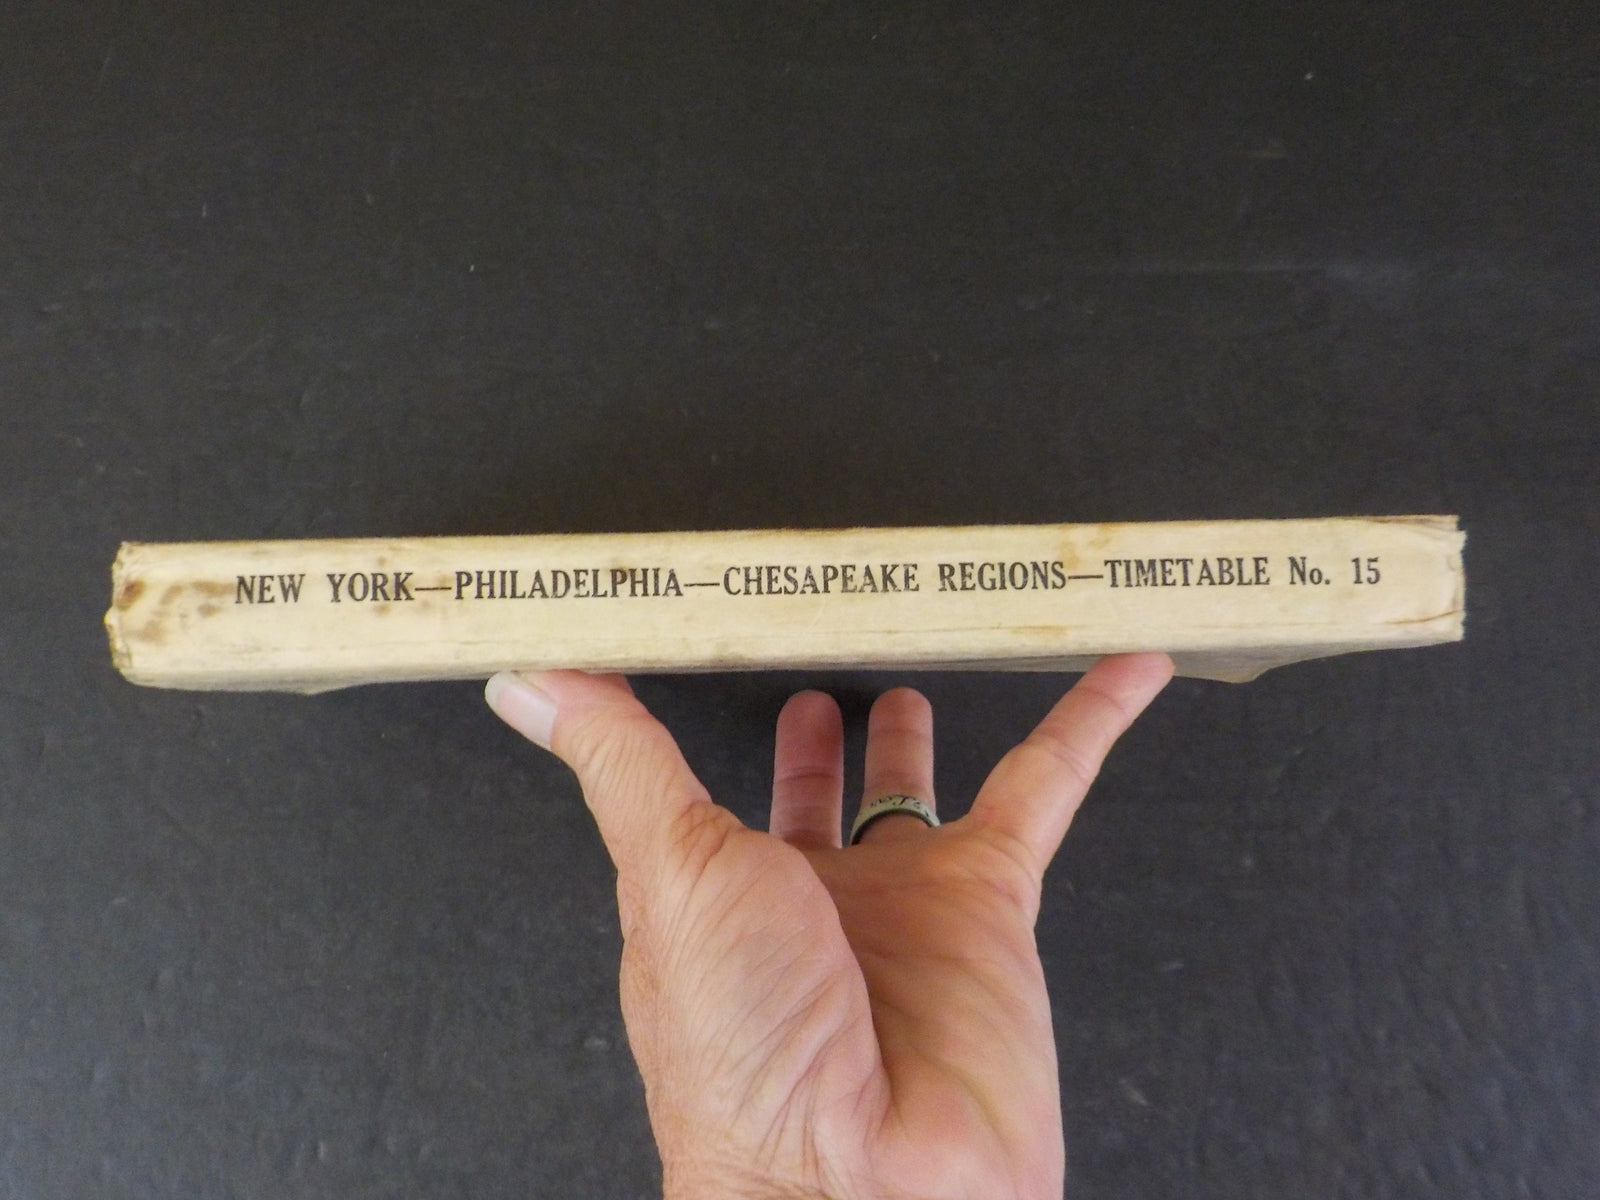 NEW YORK—PHILADELPHIA—CHESAPEAKE REGIONS—TIMETABLE No. 15